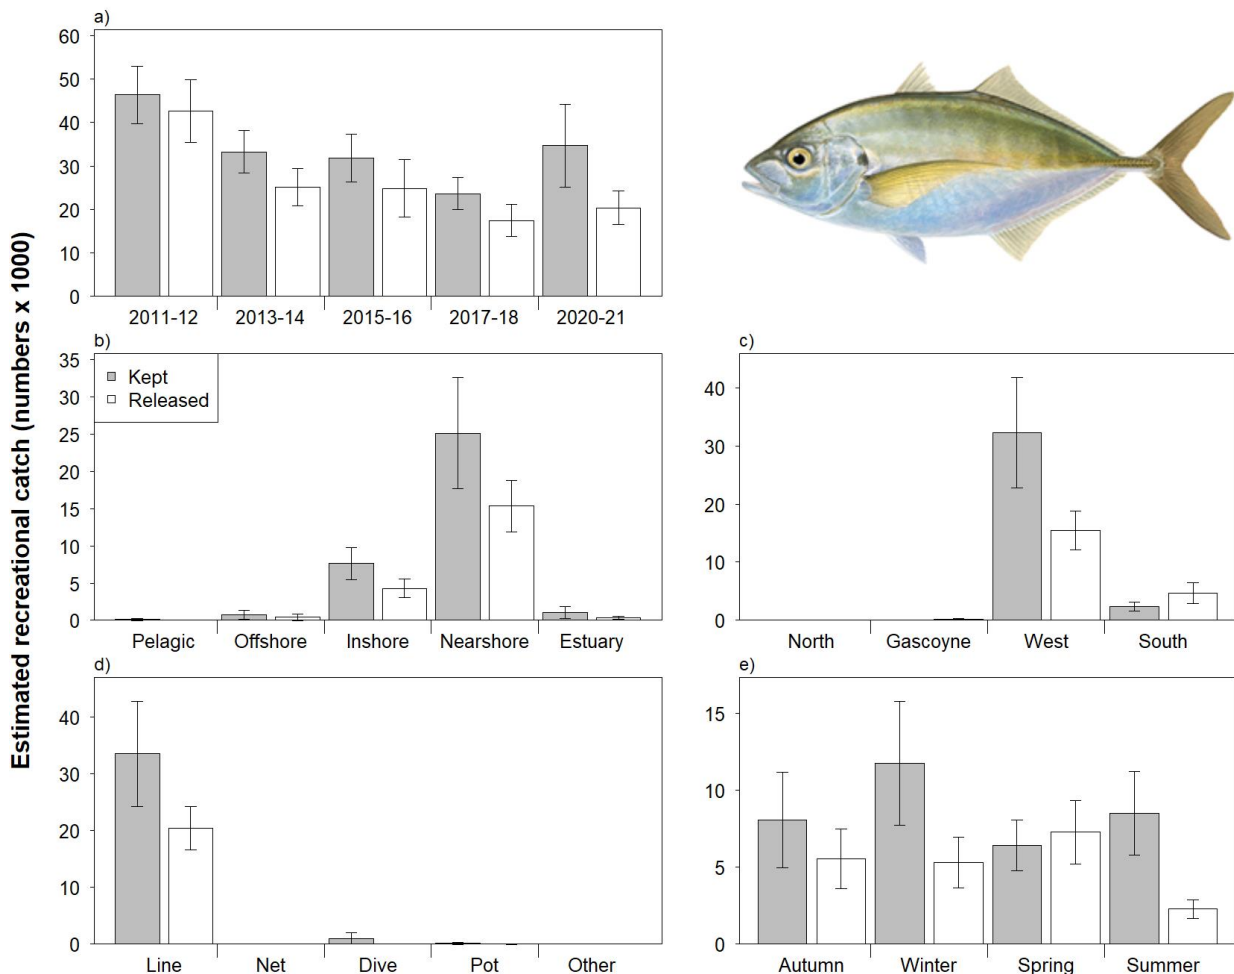 Estimated recreational catch (numbers x 1000)
a)
60
50
40
30
20
10
0
2011-12 2013-14 2015-16 2017-18 2020-21
b)
35
30
25
20
15
10
5
0
Kept
Released
Pelagic Offshore Inshore Nearshore Estuary
c)
40
30
20
10
0
North Gascoyne West South
d)
40
30
20
10
0
Line Net Dive Pot Other
e)
15
10
5
0
Autumn Winter Spring Summer